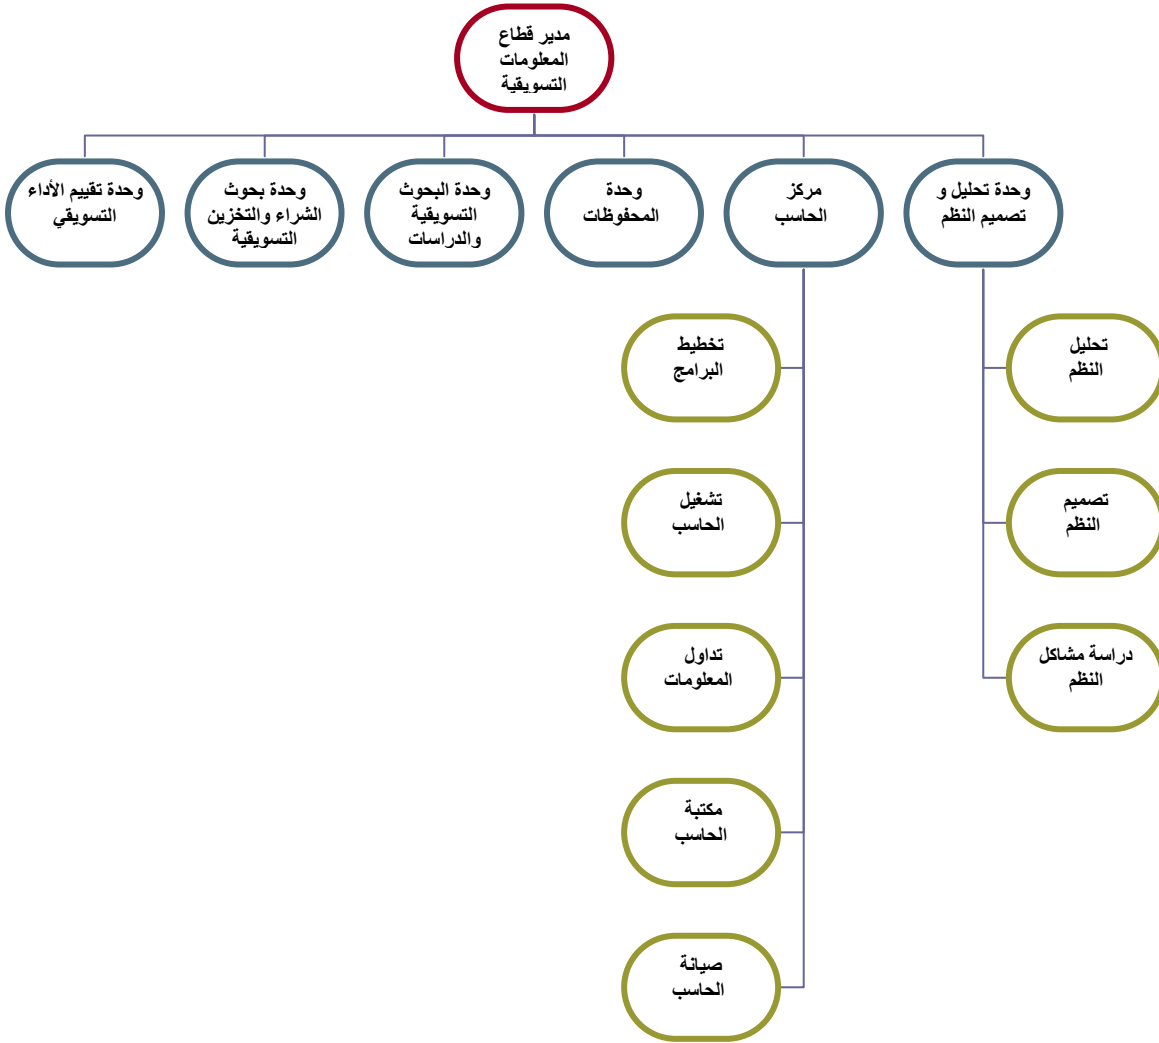 مدير قطاع
المعلومات
التسويقية
وحدة تحليل و
تصميم النظم
مركز
الحاسب
وحدة
المحفوظات
وحدة البحوث
التسويقية
والدراسات
وحدة بحوث
الشراء والتخزين
التسويقية
وحدة تقييم الأداء
التسويقي
تحليل
النظم
تصميم
النظم
دراسة مشاكل
النظم
تخطيط
البرامج
تشغيل
الحاسب
تداول
المعلومات
مكتبة
الحاسب
صيانة
الحاسب